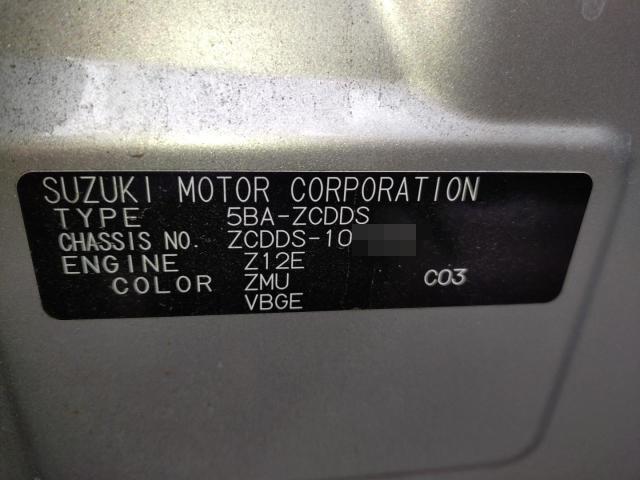 SUZUKI MOTOR CORPORATION
TYPE 5BA-ZCDDS
CHASSIS NO. ZCDDS-10
ENGINE Z12E
COLOR ZMU C03
VBGE